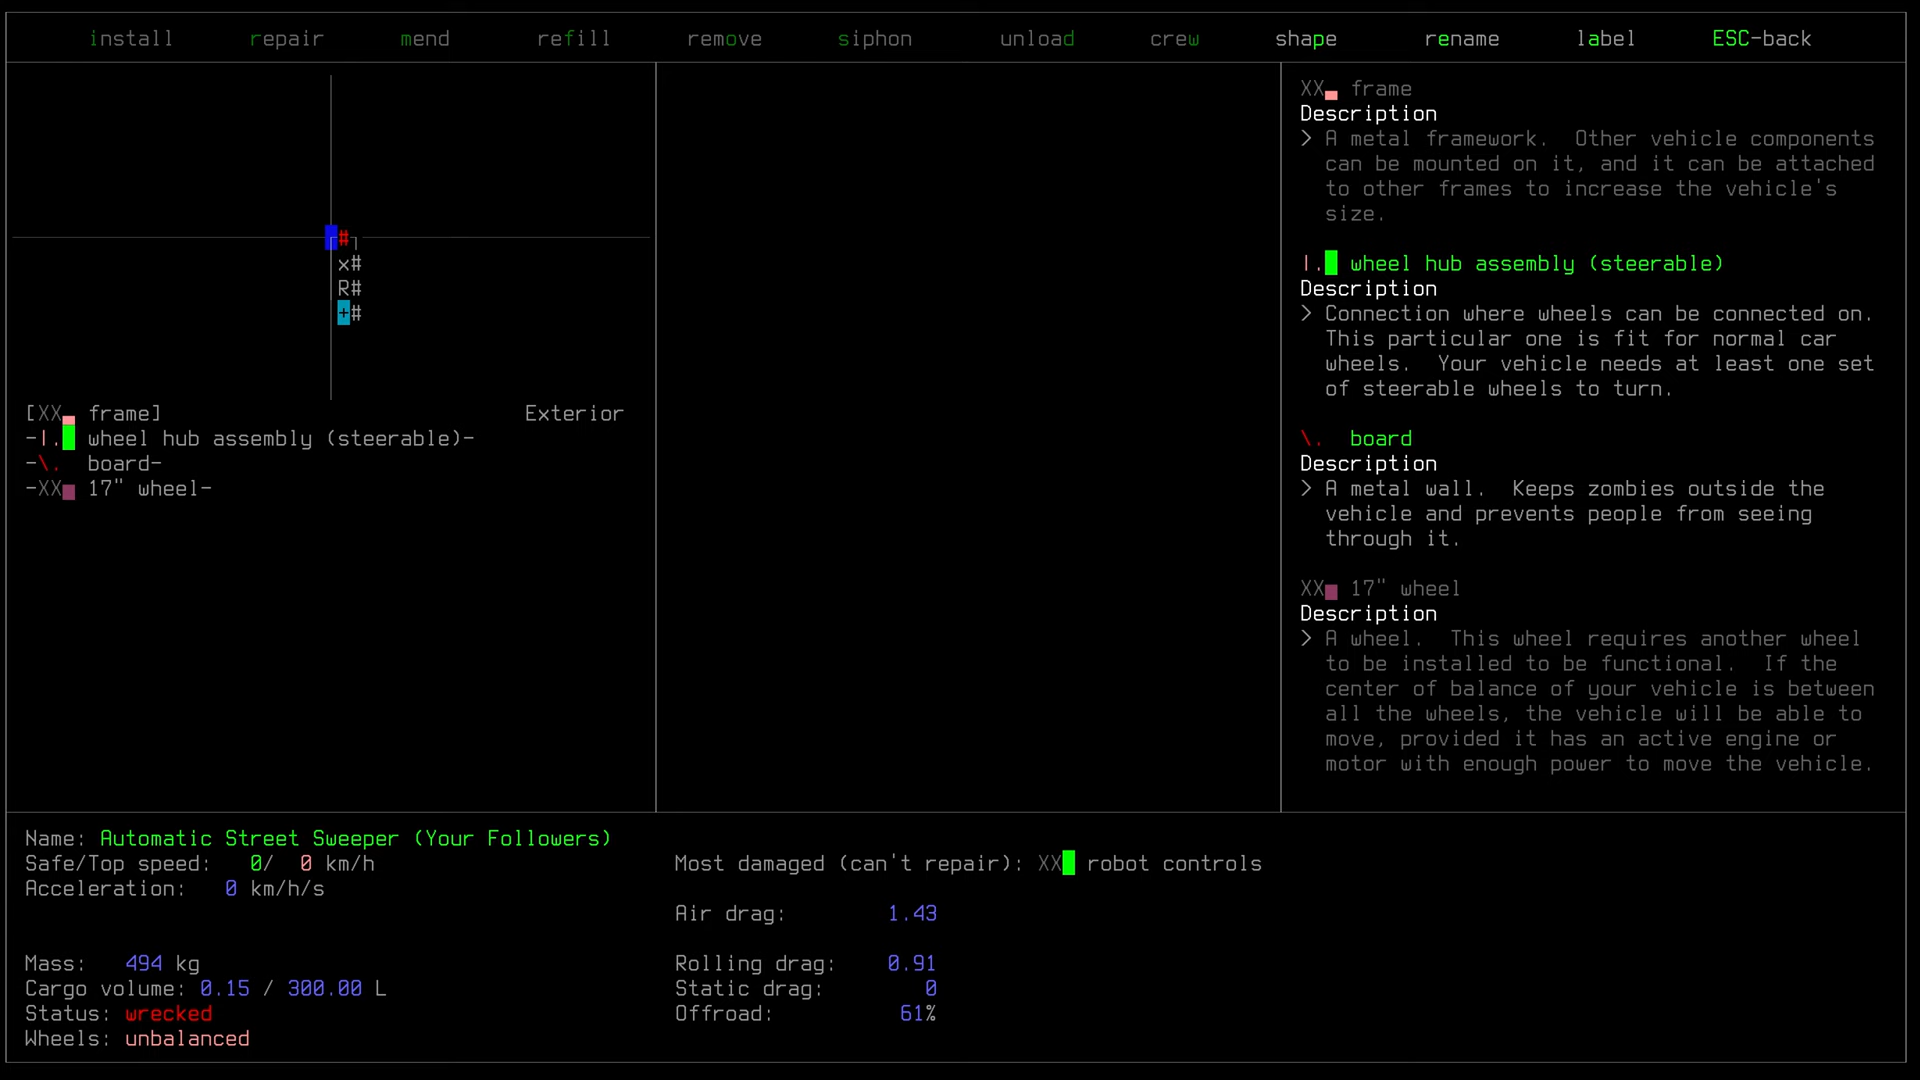 install repair mend refill remove siphon unload crew shape rename label ESC-back
#┐
x#
R#
+#
[XX frame] Exterior
-|. wheel hub assembly (steerable)-
-\. board-
-XX 17" wheel-
XX frame
Description
> A metal framework. Other vehicle components
can be mounted on it, and it can be attached
to other frames to increase the vehicle's
size.
|. wheel hub assembly (steerable)
Description
> Connection where wheels can be connected on.
This particular one is fit for normal car
wheels. Your vehicle needs at least one set
of steerable wheels to turn.
\. board
Description
> A metal wall. Keeps zombies outside the
vehicle and prevents people from seeing
through it.
XX 17" wheel
Description
> A wheel. This wheel requires another wheel
to be installed to be functional. If the
center of balance of your vehicle is between
all the wheels, the vehicle will be able to
move, provided it has an active engine or
motor with enough power to move the vehicle.
Name: Automatic Street Sweeper (Your Followers)
Safe/Top speed: 0/ 0 km/h
Acceleration: 0 km/h/s
Mass: 494 kg
Cargo volume: 0.15 / 300.00 L
Status: wrecked
Wheels: unbalanced
Most damaged (can't repair): XX robot controls
Air drag: 1.43
Rolling drag: 0.91
Static drag: 0
Offroad: 61%